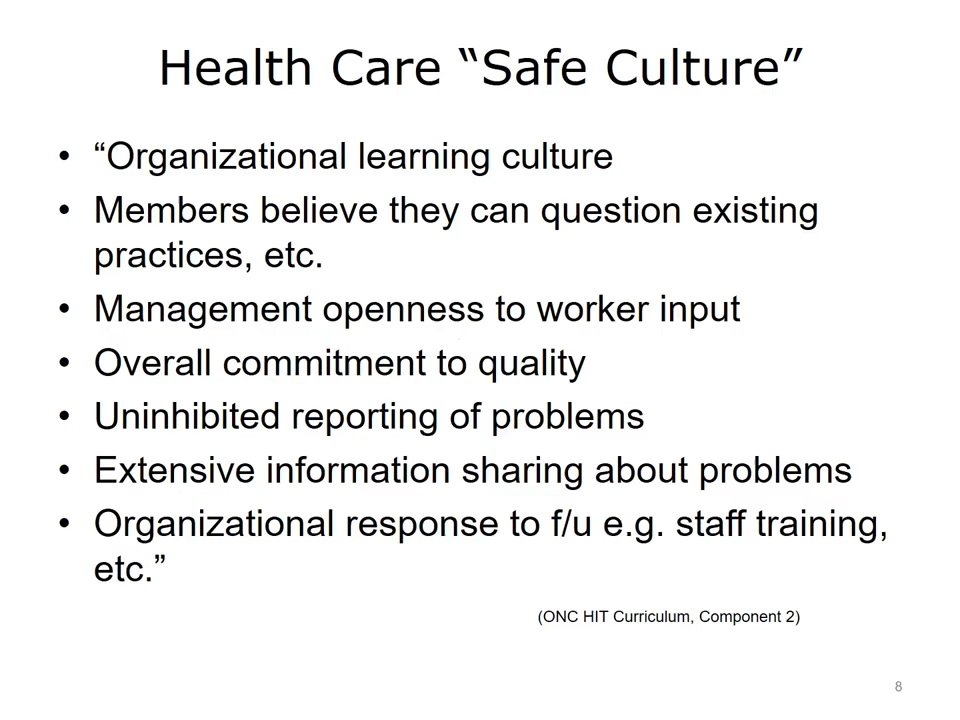 Health Care “Safe Culture”
• “Organizational learning culture
• Members believe they can question existing
practices, etc.
• Management openness to worker input
• Overall commitment to quality
• Uninhibited reporting of problems
• Extensive information sharing about problems
• Organizational response to f/u e.g. staff training,
etc.”
(ONC HIT Curriculum, Component 2)
8